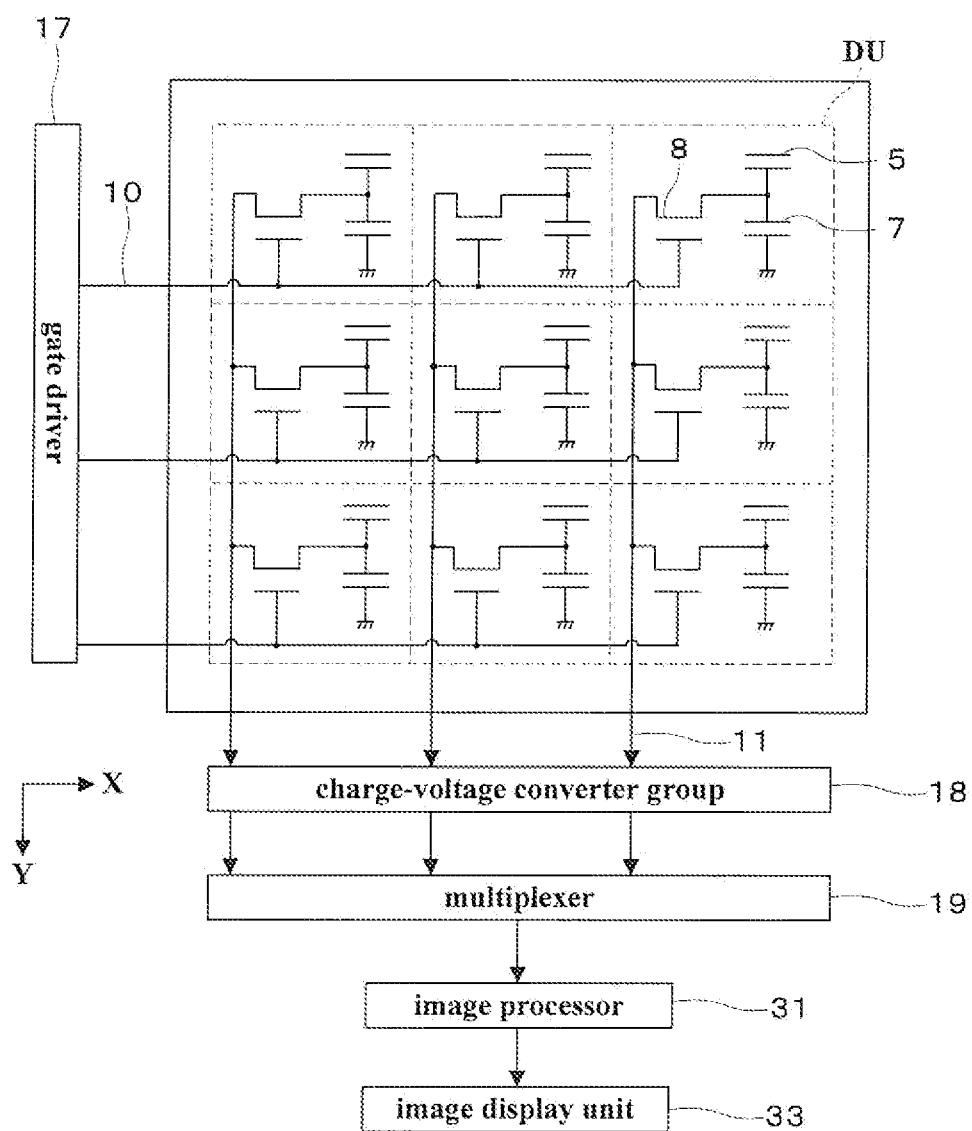 17
DU
5
8
7
10
gate driver
11
X
Y
charge-voltage converter group
18
multiplexer
19
image processor
31
image display unit
33